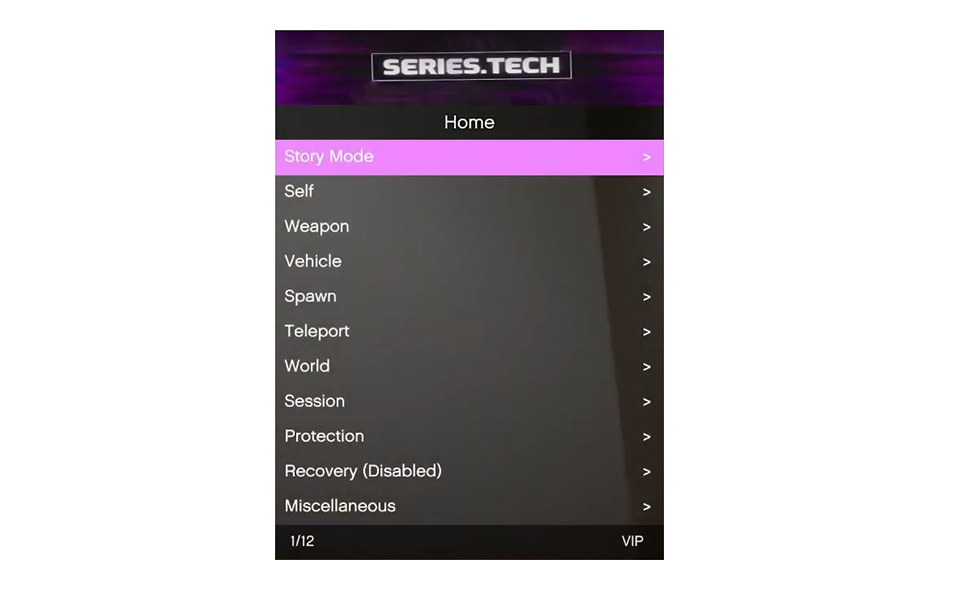 SERIES.TECH
Home
Story Mode >
Self >
Weapon >
Vehicle >
Spawn >
Teleport >
World >
Session >
Protection >
Recovery (Disabled) >
Miscellaneous >
1/12 VIP